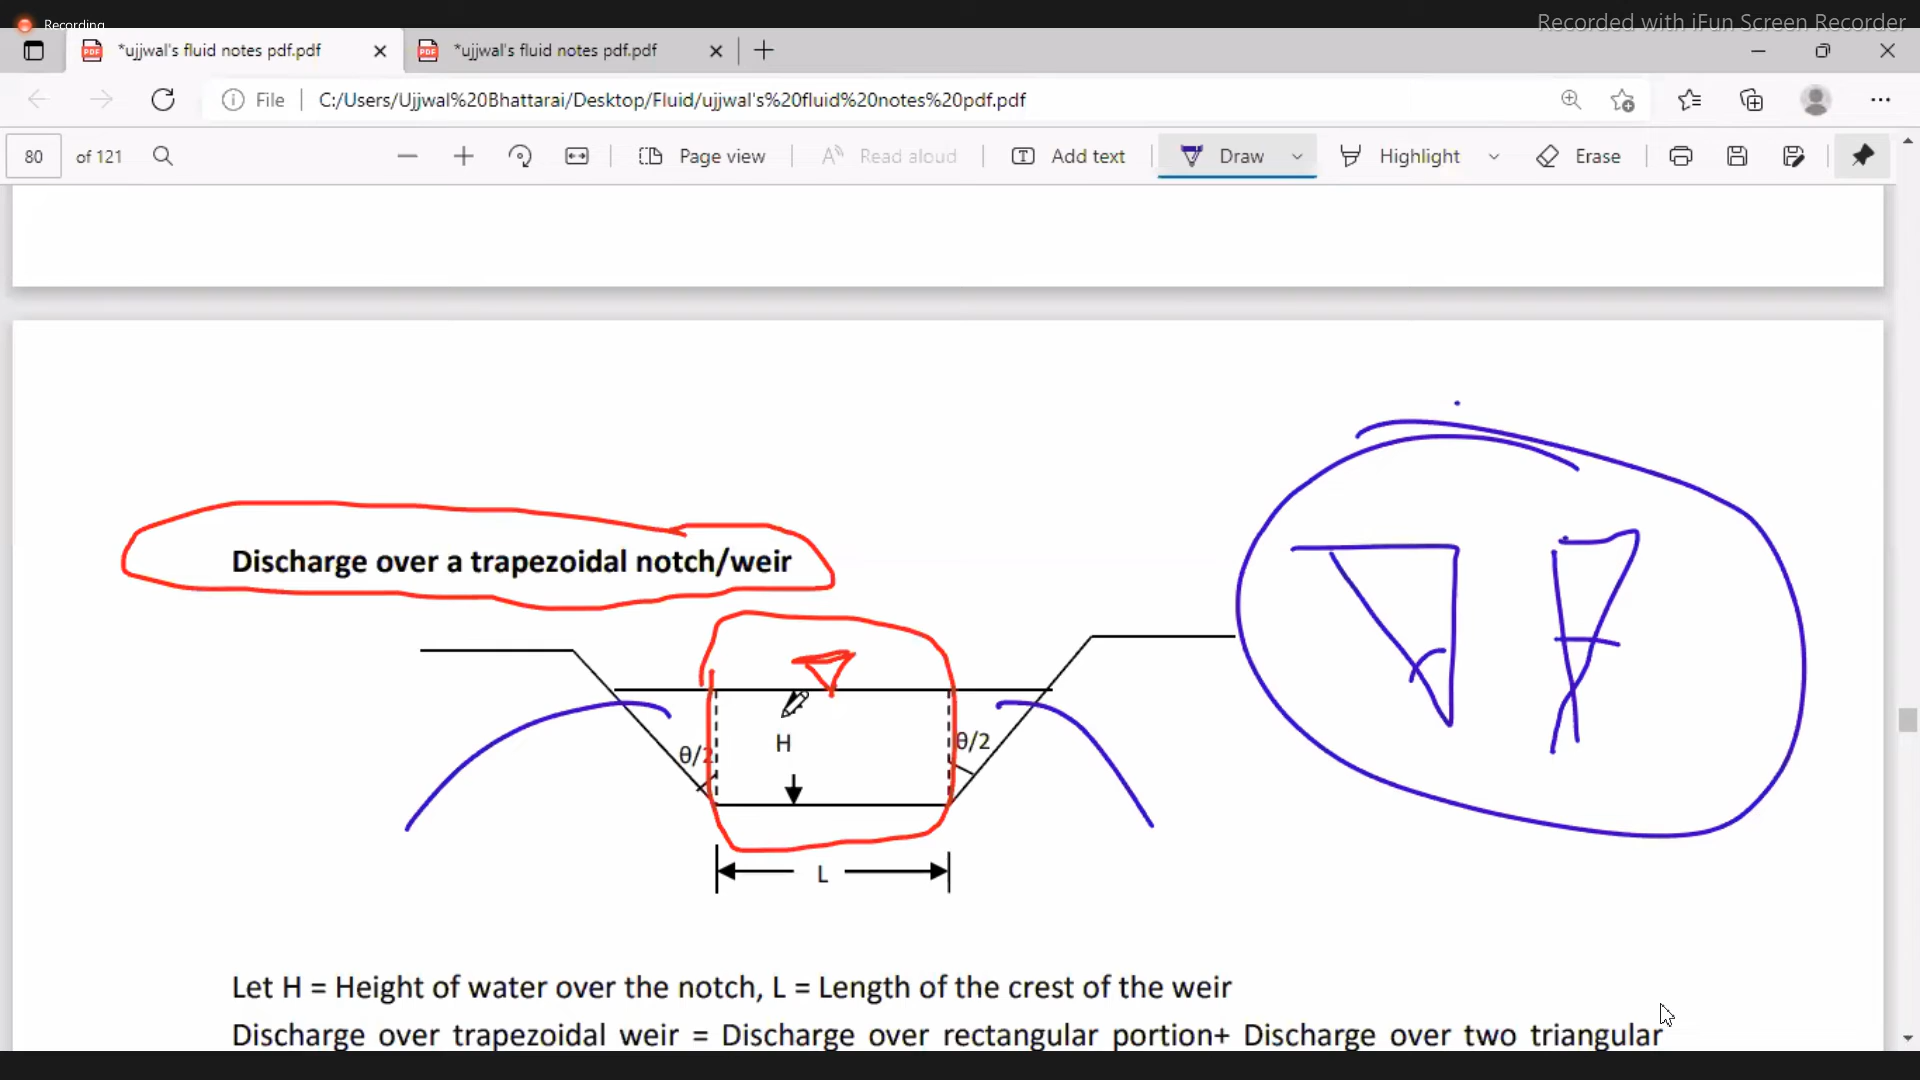 Recording
Recorded with iFun Screen Recorder
*ujjwal's fluid notes pdf.pdf
*ujjwal's fluid notes pdf.pdf
File
C:/Users/Ujjwal%20Bhattarai/Desktop/Fluid/ujjwal's%20fluid%20notes%20pdf.pdf
80 of 121
Page view
Read aloud
Add text
Draw
Highlight
Erase
Discharge over a trapezoidal notch/weir
θ/2
H
θ/2
L
Let H = Height of water over the notch, L = Length of the crest of the weir
Discharge over trapezoidal weir = Discharge over rectangular portion+ Discharge over two triangular